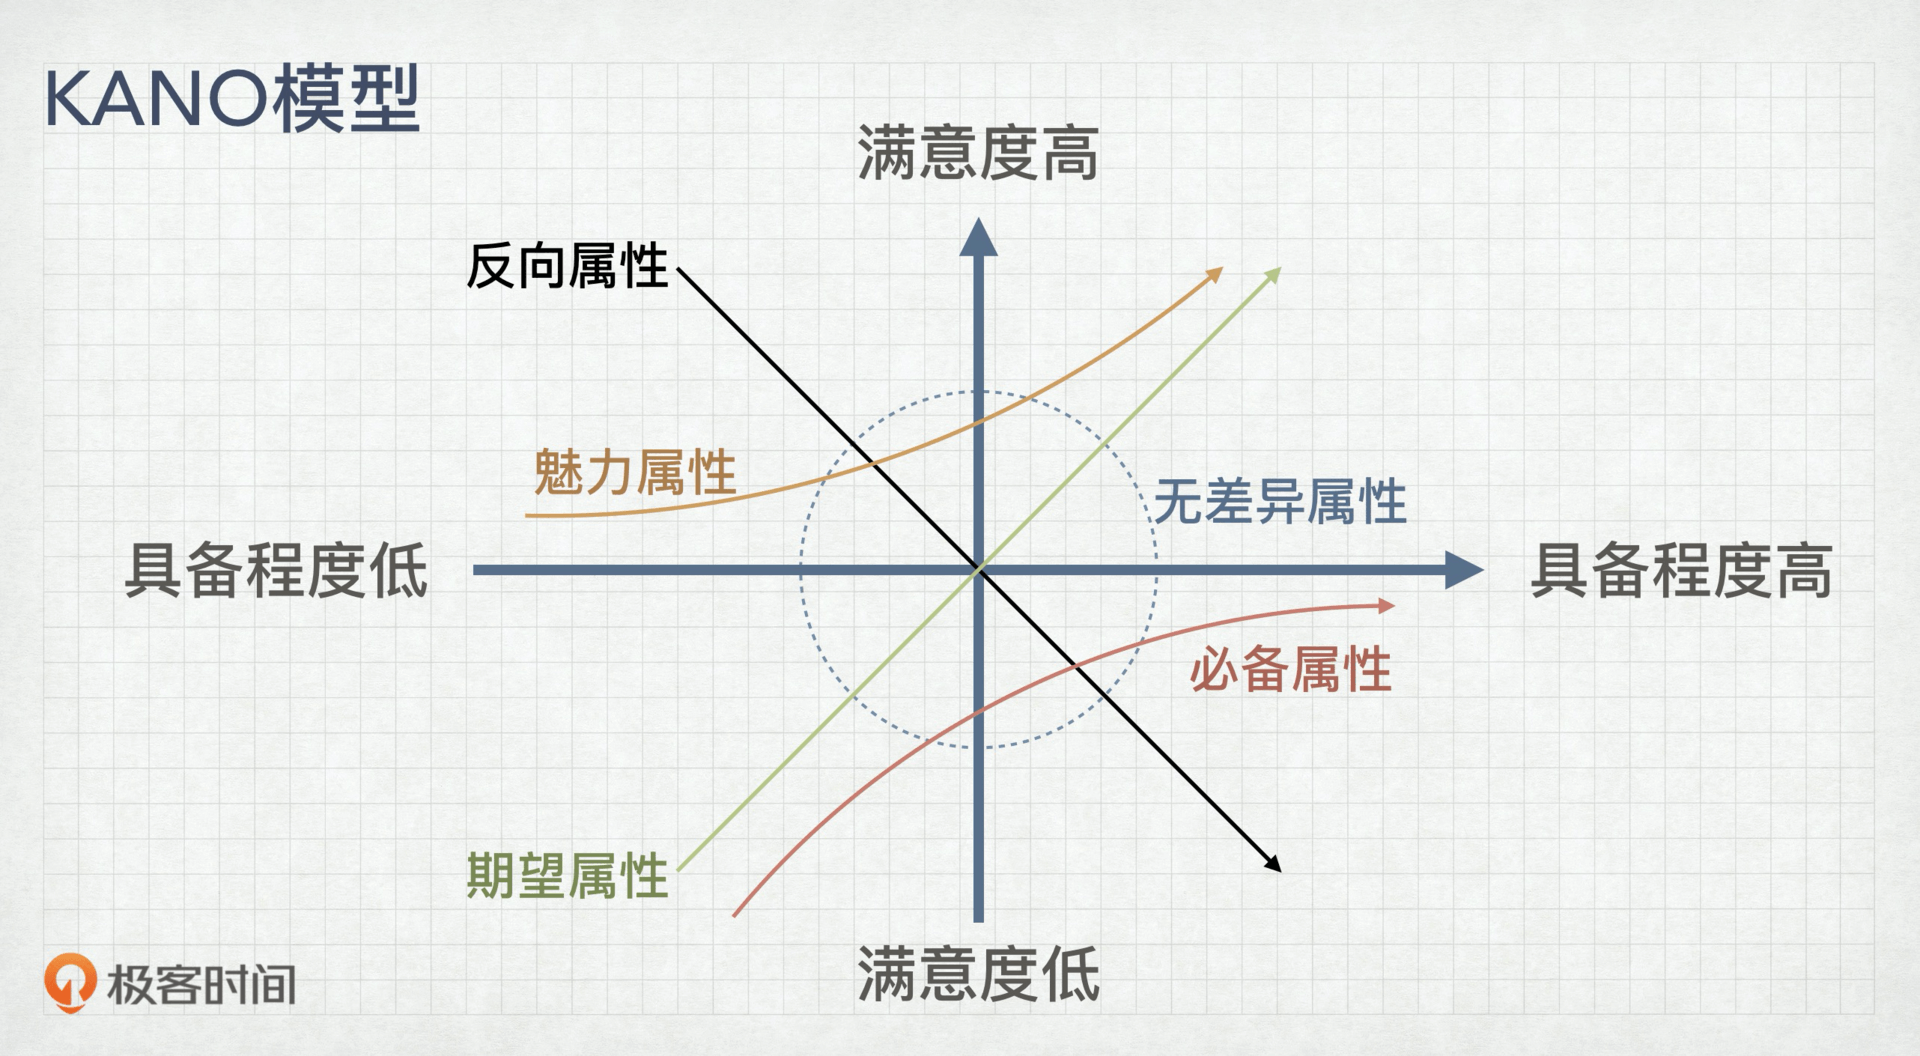 KANO模型
满意度高
反向属性
魅力属性
无差异属性
具备程度低
具备程度高
必备属性
期望属性
满意度低
极客时间